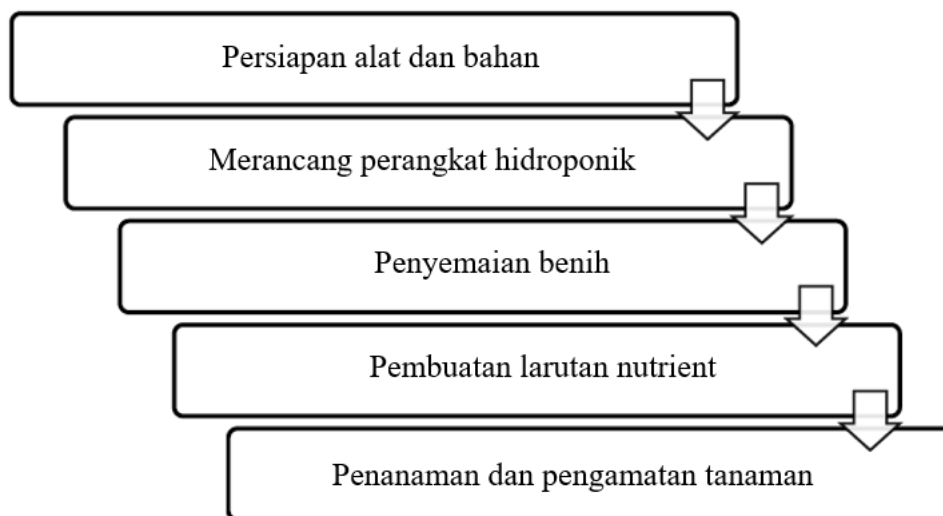 Persiapan alat dan bahan
Merancang perangkat hidroponik
Penyemaian benih
Pembuatan larutan nutrient
Penanaman dan pengamatan tanaman